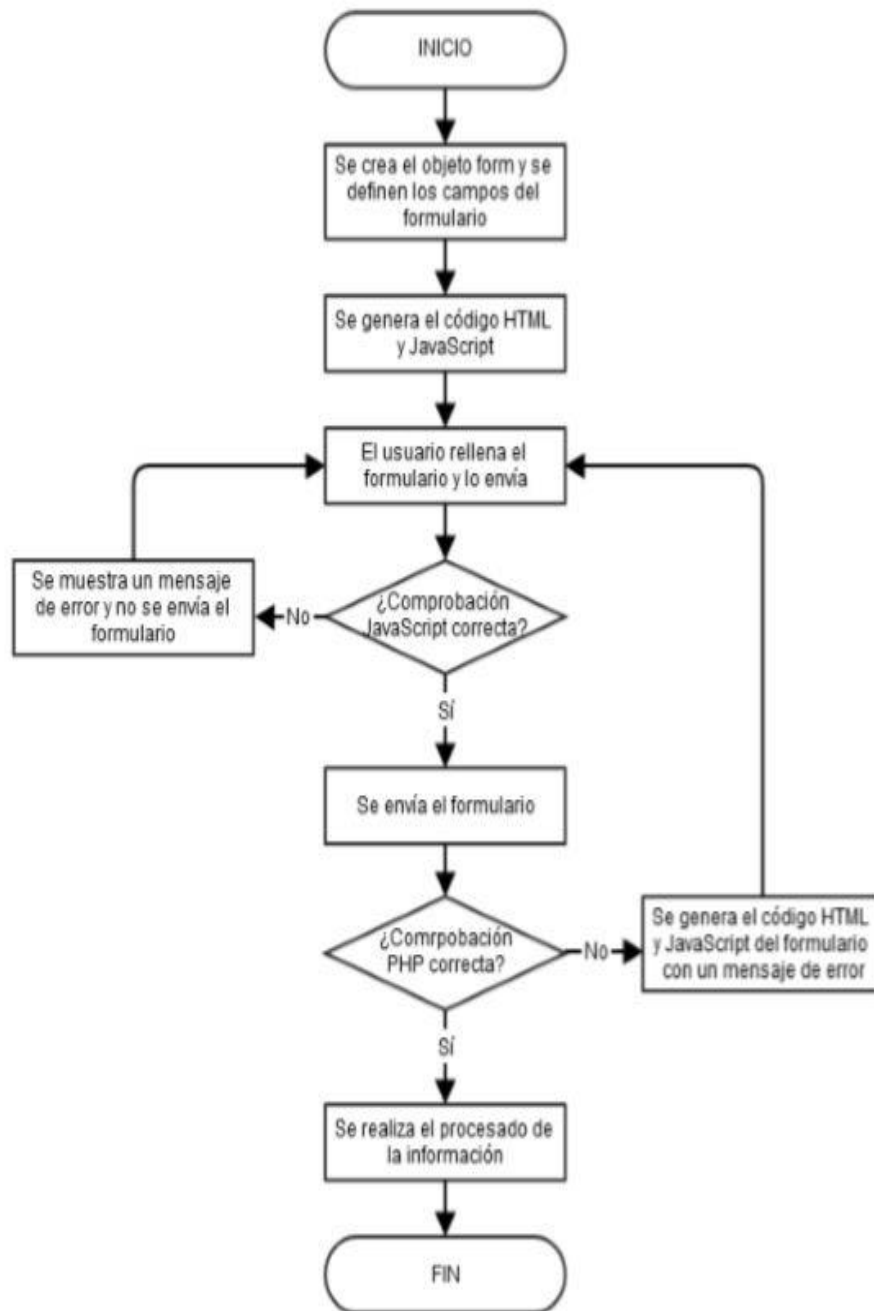 INICIO
Se crea el objeto form y se
definen los campos del
formulario
Se genera el código HTML
y JavaScript
El usuario rellena el
formulario y lo envía
Se muestra un mensaje
de error y no se envía el
formulario
No
¿Comprobación
JavaScript correcta?
Sí
Se envía el formulario
¿Comrpobación
PHP correcta?
No
Se genera el código HTML
y JavaScript del formulario
con un mensaje de error
Sí
Se realiza el procesado de
la información
FIN